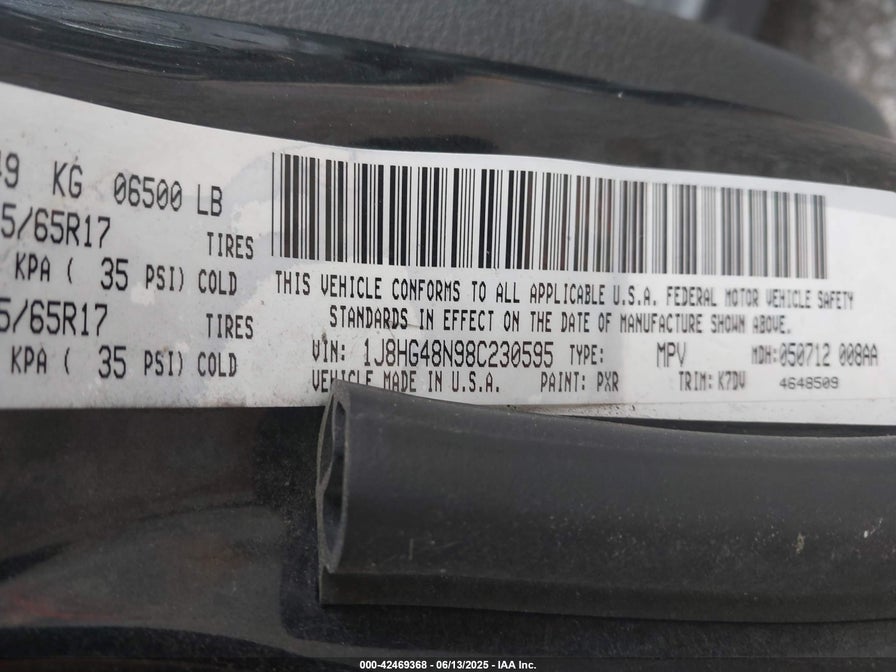 49 KG 06500 LB
5/65R17 TIRES
KPA ( 35 PSI) COLD
5/65R17 TIRES
KPA ( 35 PSI) COLD
THIS VEHICLE CONFORMS TO ALL APPLICABLE U.S.A. FEDERAL MOTOR VEHICLE SAFETY
STANDARDS IN EFFECT ON THE DATE OF MANUFACTURE SHOWN ABOVE.
VIN: 1J8HG48N98C230595 TYPE: MPV MDH:050712 008AA
VEHICLE MADE IN U.S.A. PAINT: PXR TRIM: K7DV 4648509
000-42469368 - 06/13/2025 - IAA Inc.